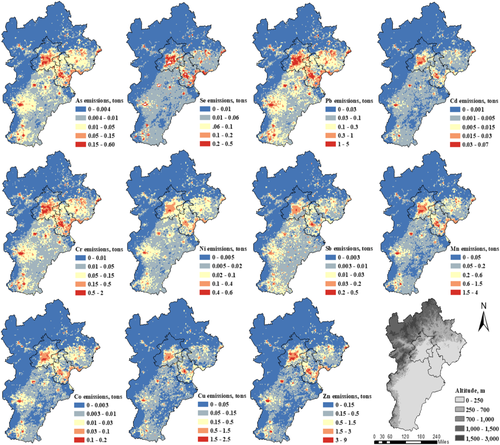 As emissions, tons
0 - 0.004
0.004 - 0.01
0.01 - 0.05
0.05 - 0.15
0.15 - 0.60
Se emissions, tons
0 - 0.01
0.01 - 0.06
.06 - 0.1
0.1 - 0.2
0.2 - 0.5
Pb emissions, tons
0 - 0.03
0.03 - 0.1
0.1 - 0.3
0.3 - 1
1 - 5
Cd emissions, tons
0 - 0.001
0.001 - 0.005
0.005 - 0.015
0.015 - 0.03
0.03 - 0.07
Cr emissions, tons
0 - 0.01
0.01 - 0.05
0.05 - 0.15
0.15 - 0.5
0.5 - 2
Ni emissions, tons
0 - 0.005
0.005 - 0.02
0.02 - 0.1
0.1 - 0.4
0.4 - 0.6
Sb emissions, tons
0 - 0.003
0.003 - 0.01
0.01 - 0.03
0.03 - 0.2
0.2 - 0.5
Mn emissions, tons
0 - 0.05
0.05 - 0.2
0.2 - 0.6
0.6 - 1.5
1.5 - 4
Co emissions, tons
0 - 0.003
0.003 - 0.01
0.01 - 0.03
0.03 - 0.1
0.1 - 0.2
Cu emissions, tons
0 - 0.05
0.05 - 0.15
0.15 - 0.5
0.5 - 1.5
1.5 - 2.5
Zn emissions, tons
0 - 0.15
0.15 - 0.5
0.5 - 1.5
1.5 - 3
3 - 9
N
Altitude, m
0 - 250
250 - 700
700 - 1,000
1,000 - 1,500
1,500 - 3,000
0 30 60 120 180 240
Miles